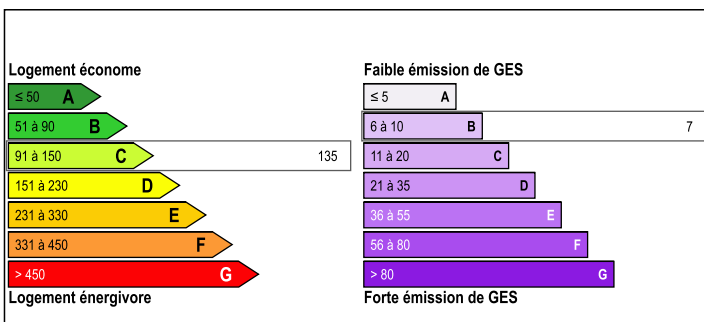 Logement économe
≤ 50 A
51 à 90 B
91 à 150 C 135
151 à 230 D
231 à 330 E
331 à 450 F
> 450 G
Logement énergivore
Faible émission de GES
≤ 5 A
6 à 10 B 7
11 à 20 C
21 à 35 D
36 à 55 E
56 à 80 F
> 80 G
Forte émission de GES